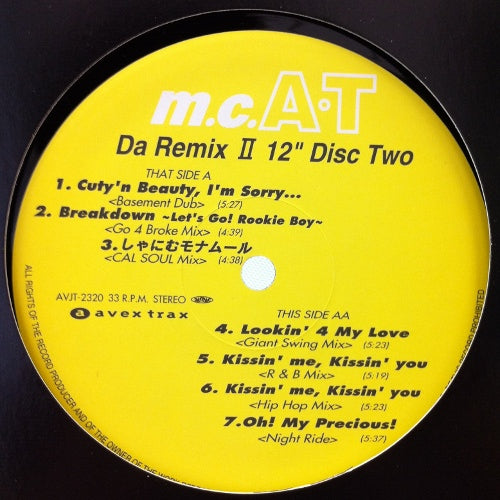 m.c.A・T
Da Remix Ⅱ 12" Disc Two
THAT SIDE A
1. Cuty'n Beauty, I'm Sorry...
<Basement Dub> (5:27)
2. Breakdown ~Let's Go! Rookie Boy~
<Go 4 Broke Mix> (4:39)
3.しゃにむモナムール
<CAL SOUL Mix> (4:38)
AVJT-2320 33 R.P.M. STEREO
a avex trax
THIS SIDE AA
4. Lookin' 4 My Love
<Giant Swing Mix> (5:23)
5. Kissin' me, Kissin' you
<R & B Mix> (5:19)
6. Kissin' me, Kissin' you
<Hip Hop Mix> (5:23)
7.Oh! My Precious!
<Night Ride> (5:37)
ALL RIGHTS OF THE RECORD PRODUCER AND OF THE OWNER OF THE WORK
PROHIBITED